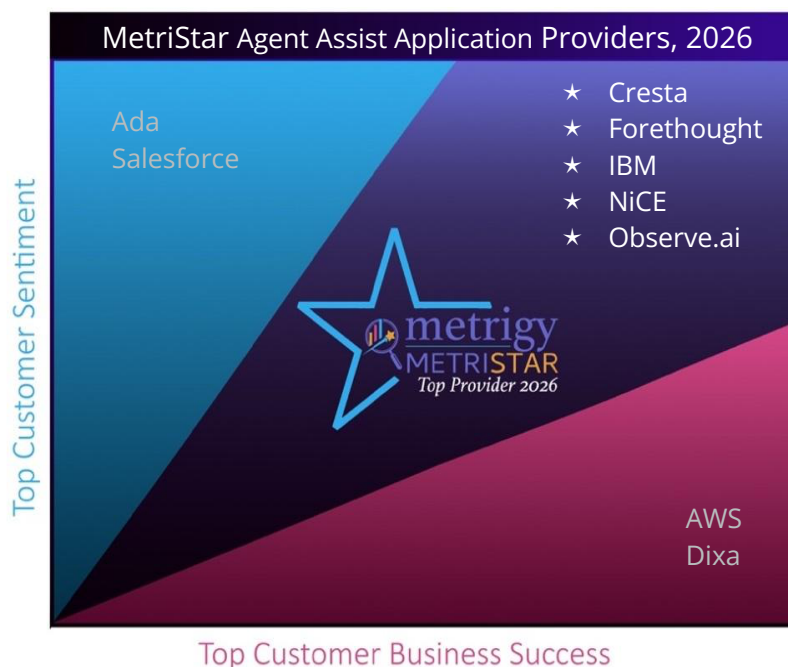 MetriStar Agent Assist Application Providers, 2026
Ada
Salesforce
★ Cresta
★ Forethought
★ IBM
★ NiCE
★ Observe.ai
Top Customer Sentiment
metrigy
METRISTAR
Top Provider 2026
AWS
Dixa
Top Customer Business Success